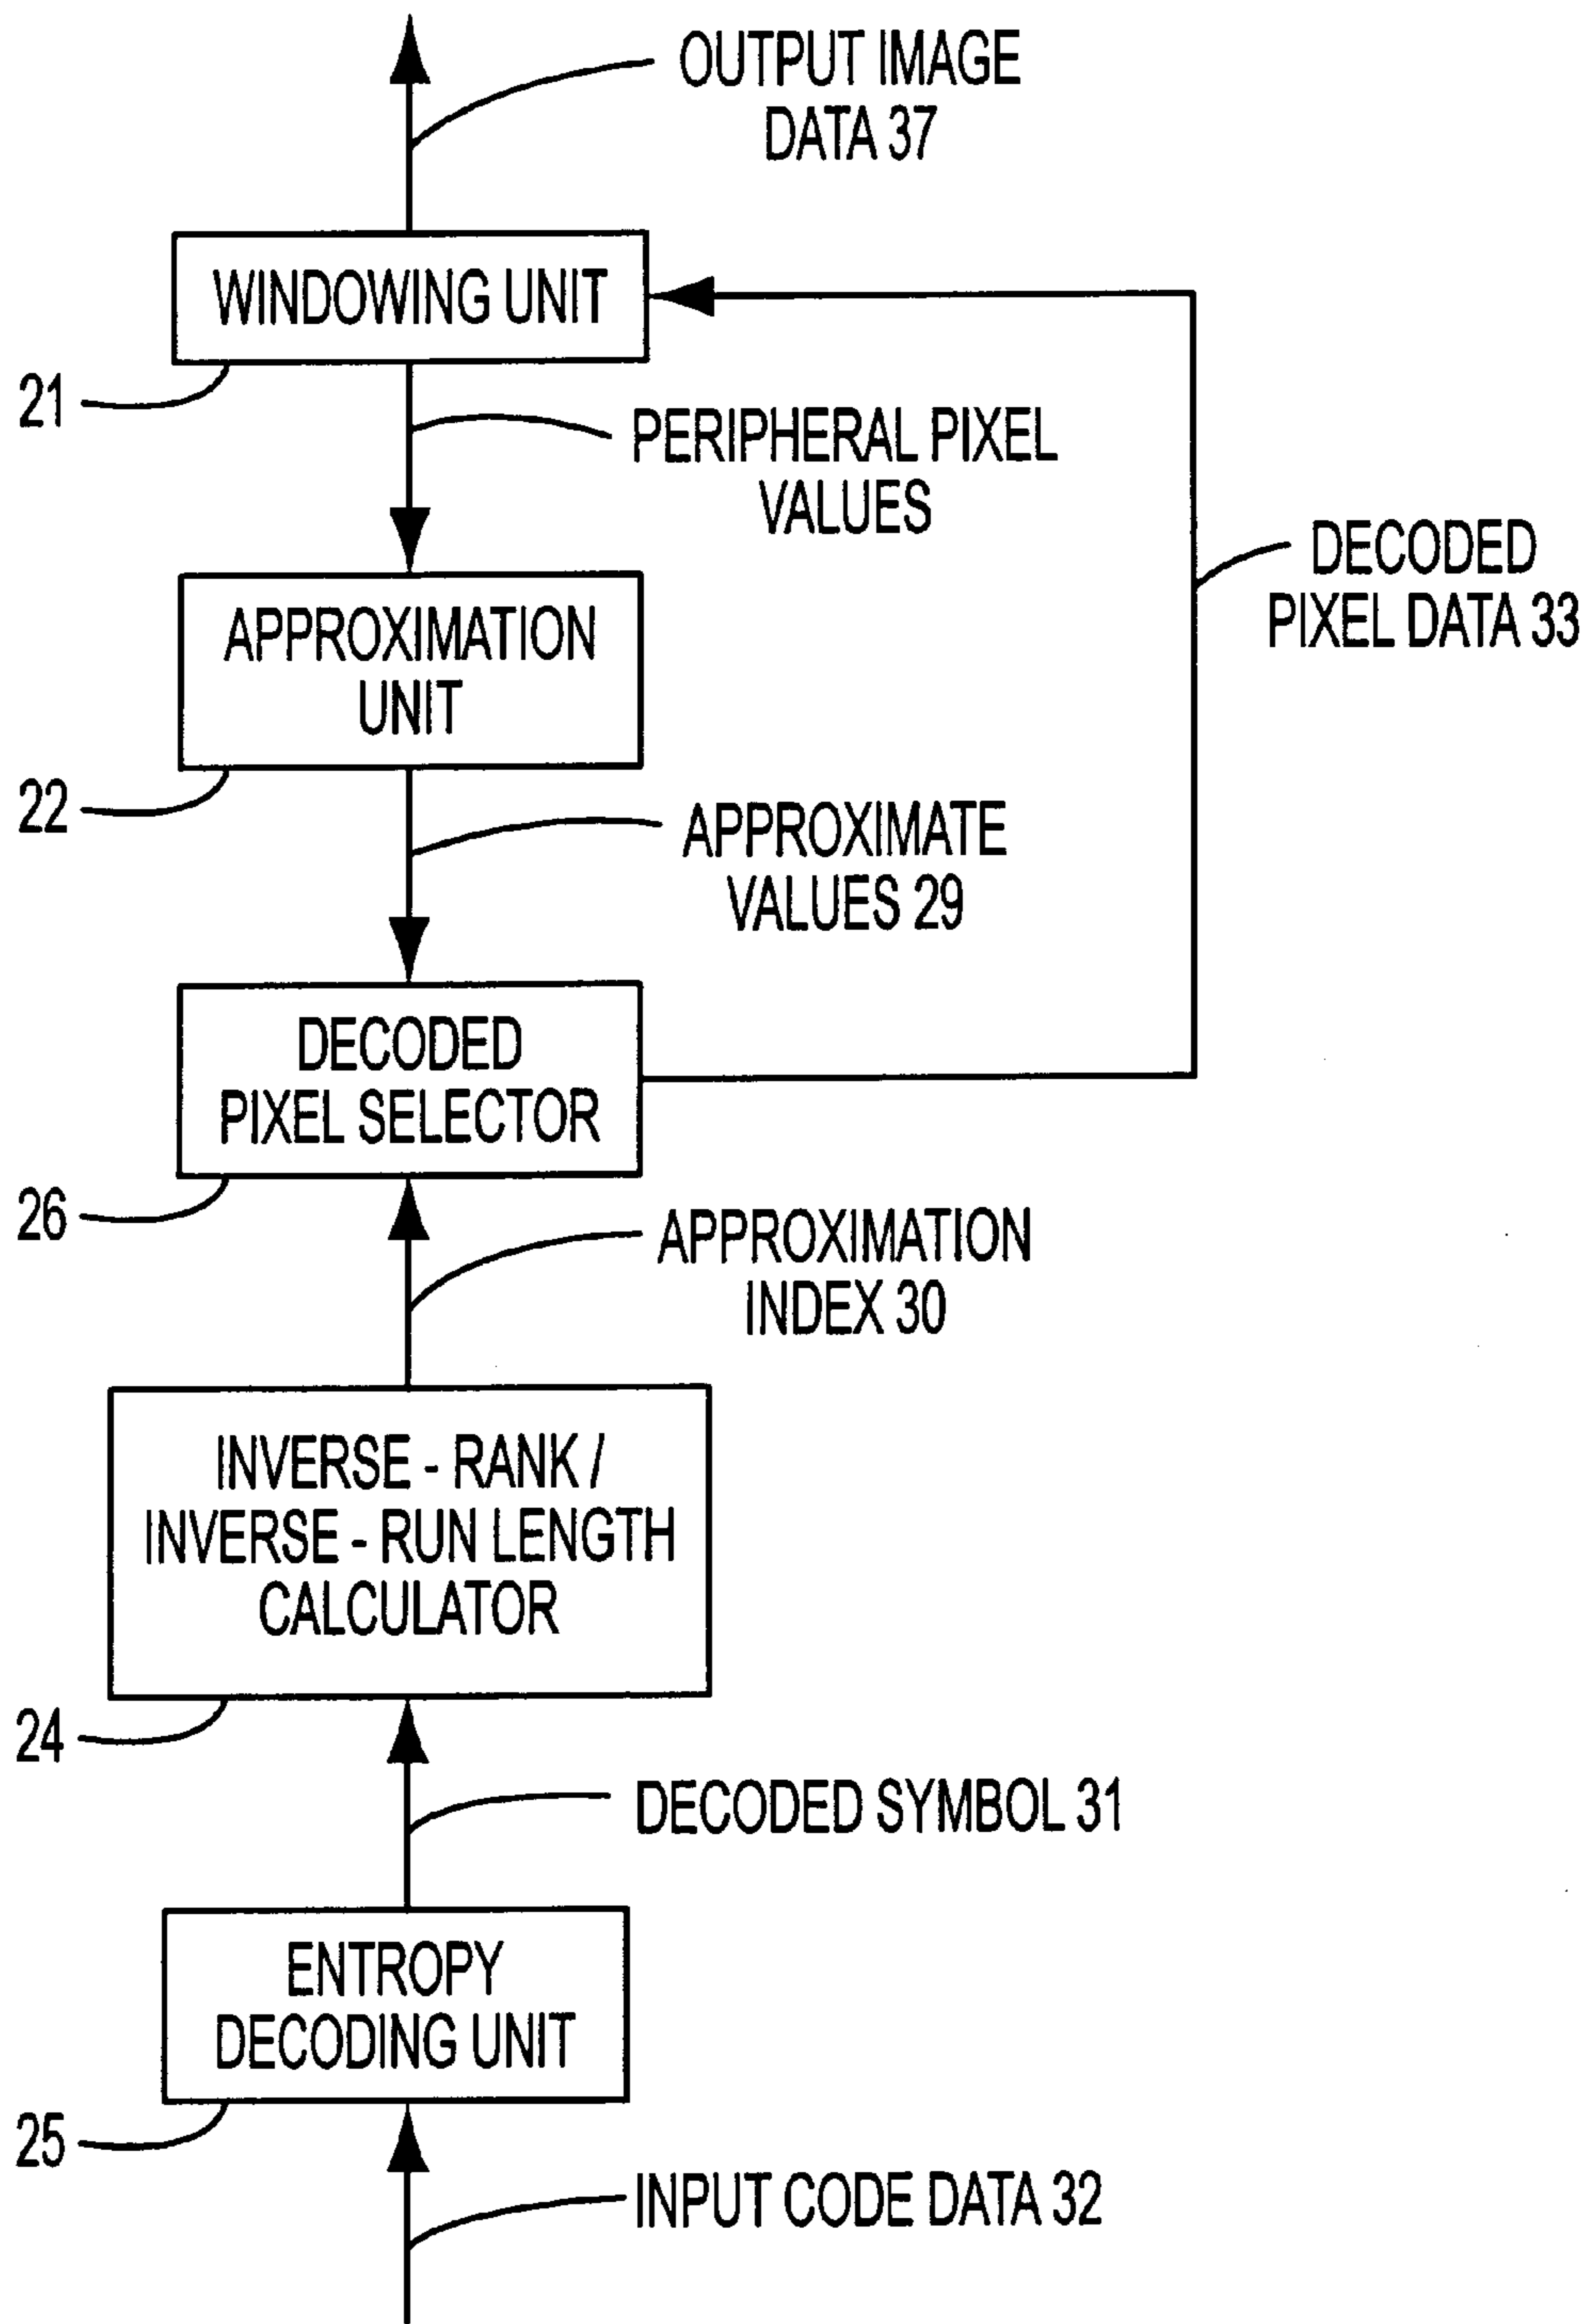 OUTPUT IMAGE
DATA 37
WINDOWING UNIT
21
PERIPHERAL PIXEL
VALUES
DECODED
PIXEL DATA 33
APPROXIMATION
UNIT
22
APPROXIMATE
VALUES 29
DECODED
PIXEL SELECTOR
26
APPROXIMATION
INDEX 30
INVERSE - RANK /
INVERSE - RUN LENGTH
CALCULATOR
24
DECODED SYMBOL 31
ENTROPY
DECODING UNIT
25
INPUT CODE DATA 32